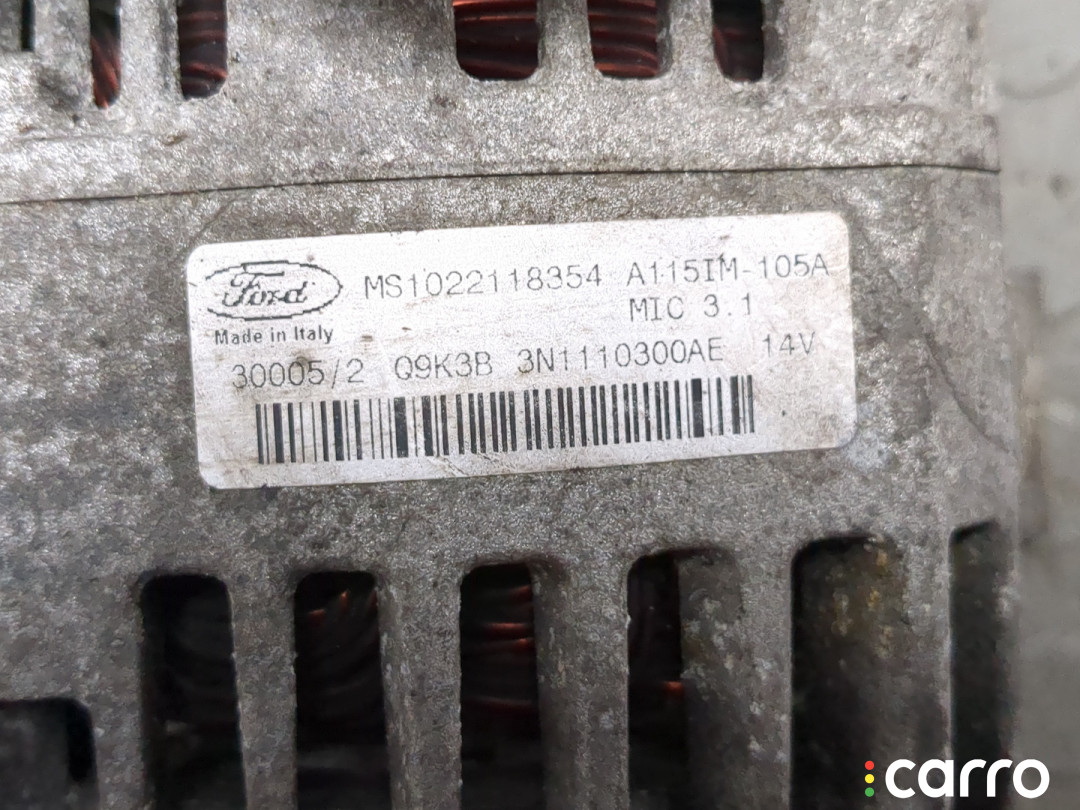 Ford MS1022118354 A115IM-105A
Made in Italy MIC 3.1
30005/2 Q9K3B 3N1110300AE 14V
carro